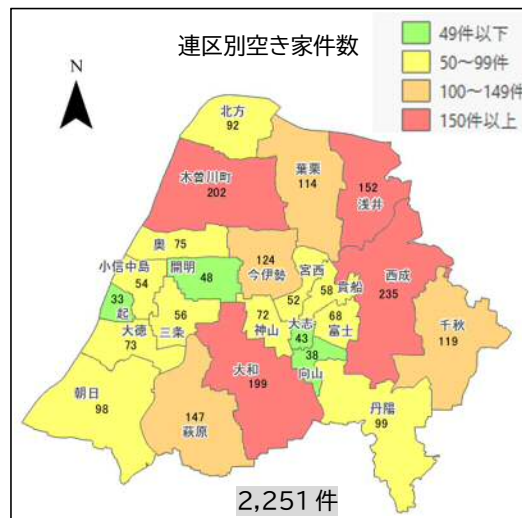 連区別空き家件数
49件以下
50～99件
100～149件
150件以上
N
北方
92
木曽川町
202
葉栗
114
152
浅井
奥 75
小信中島
54
開明
48
124
今伊勢
宮西
52
貴船
58
西成
235
千秋
119
33
起
大徳
73
三条
56
72
神山
大志
43
68
富士
38
向山
大和
199
朝日
98
147
萩原
丹陽
99
2,251 件